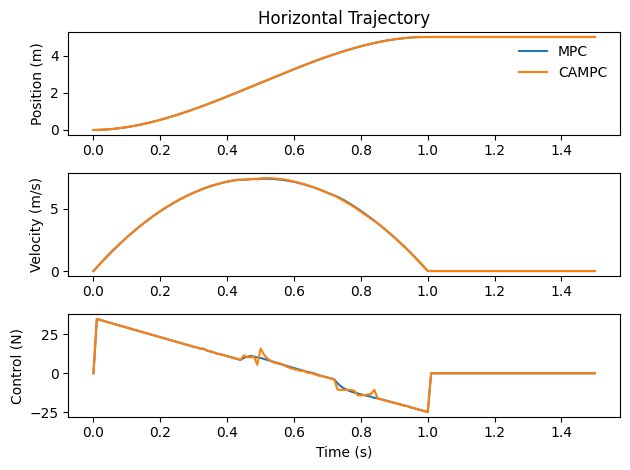 Horizontal Trajectory
Position (m)
4
2
0
MPC
CAMPC
0.0 0.2 0.4 0.6 0.8 1.0 1.2 1.4
Velocity (m/s)
5
0
0.0 0.2 0.4 0.6 0.8 1.0 1.2 1.4
Control (N)
25
0
−25
0.0 0.2 0.4 0.6 0.8 1.0 1.2 1.4
Time (s)